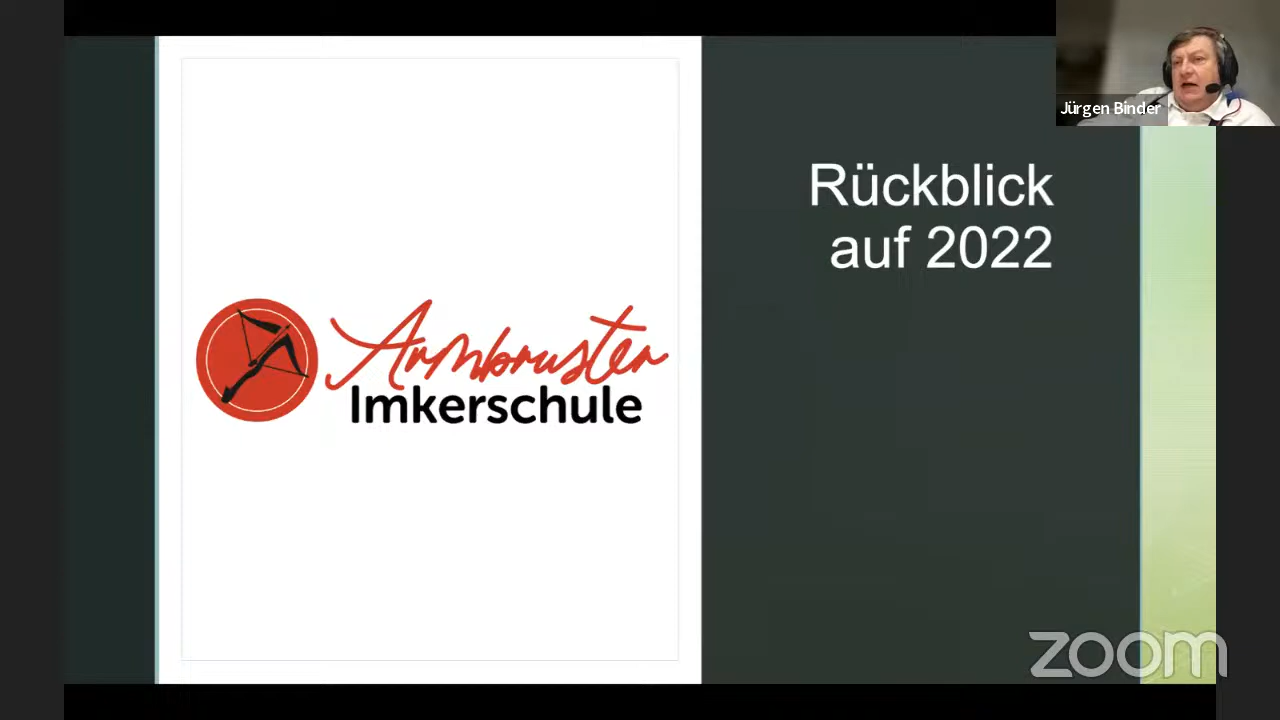 Jürgen Binder
Rückblick
auf 2022
Armbruster
Imkerschule
zoom